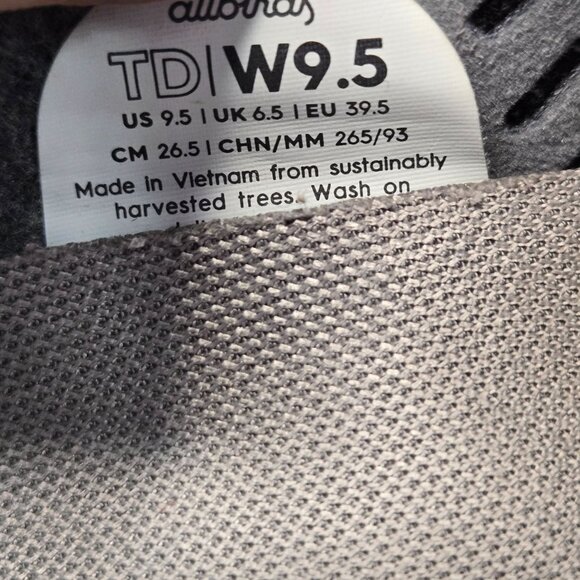 allbirds
TD|W9.5
US 9.5 | UK 6.5 | EU 39.5
CM 26.5 | CHN/MM 265/93
Made in Vietnam from sustainably
harvested trees. Wash on